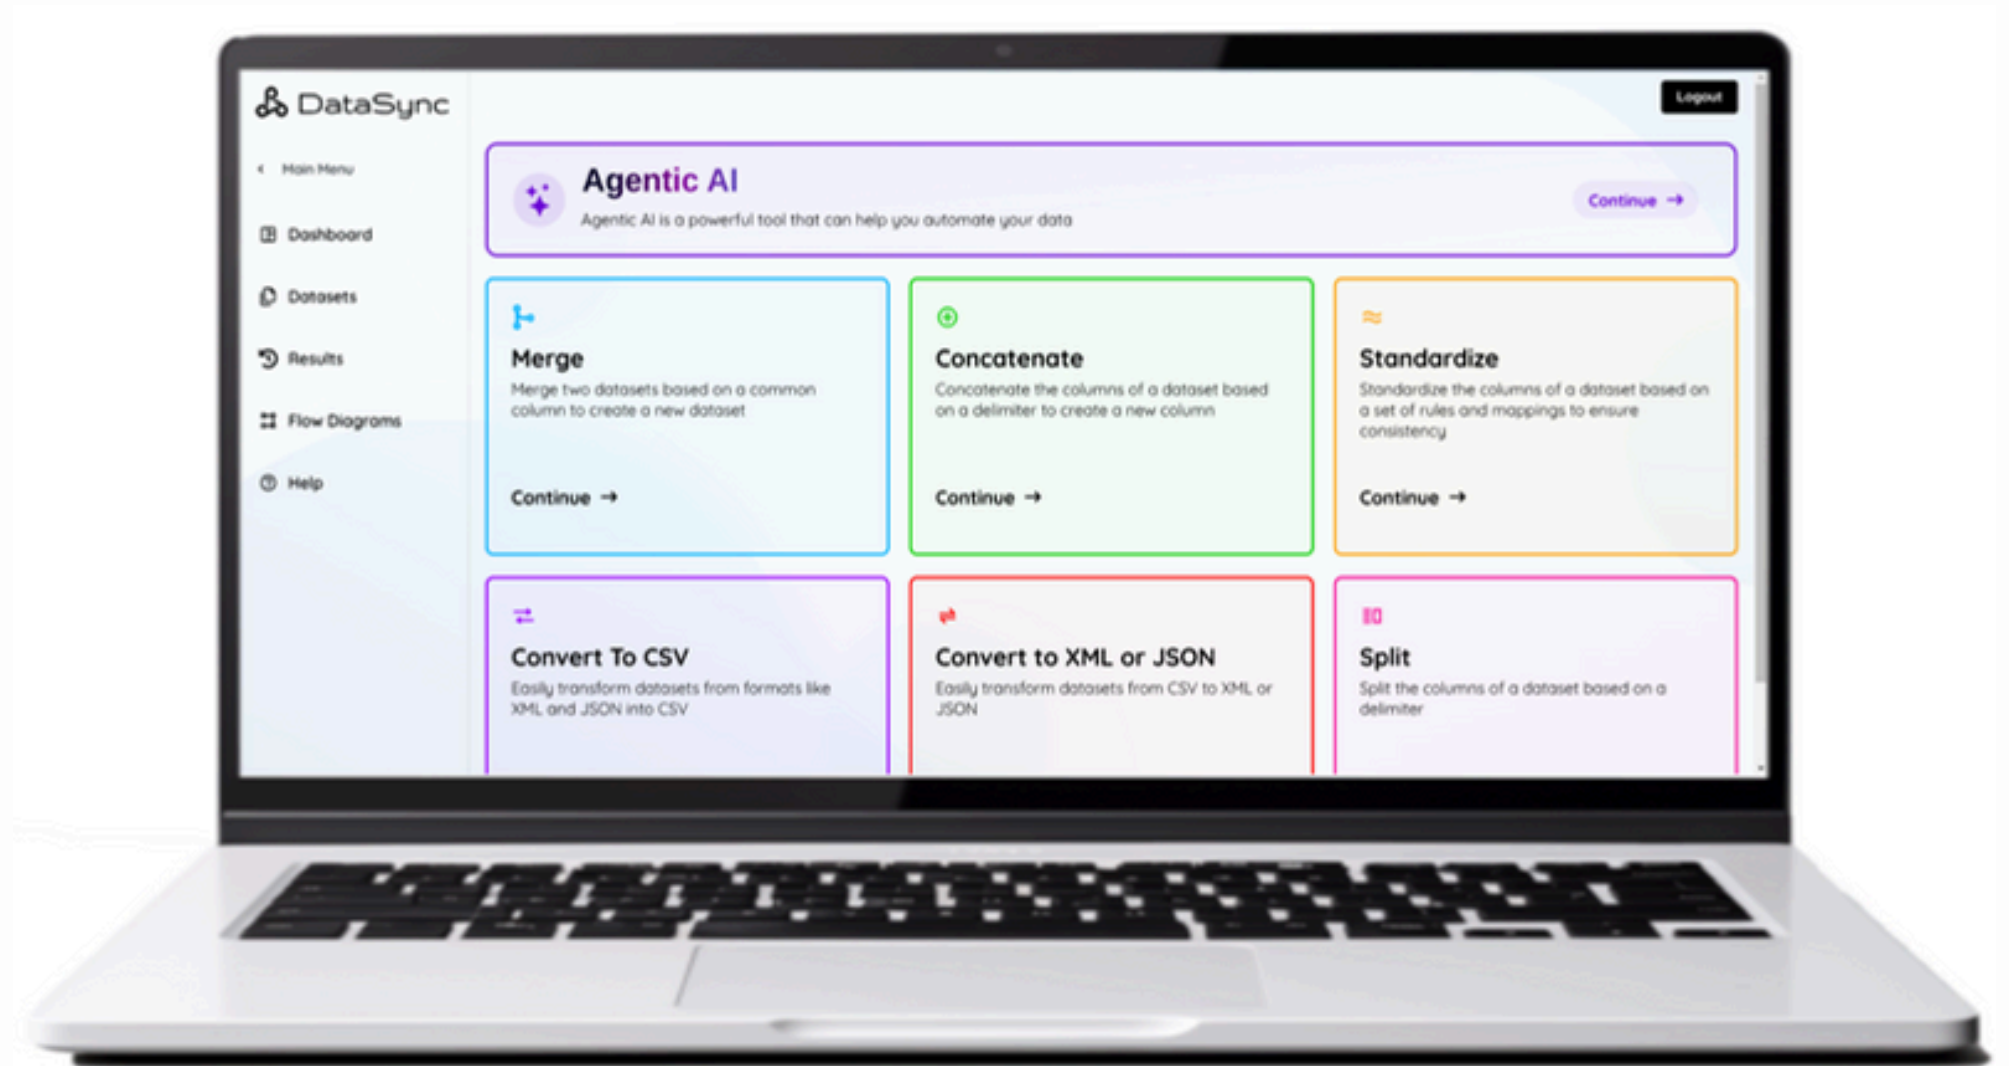 DataSync
Logout
Main Menu
Dashboard
Datasets
Results
Flow Diagrams
Help
Agentic AI
Agentic AI is a powerful tool that can help you automate your data
Continue
Merge
Merge two datasets based on a common
column to create a new dataset
Continue
Concatenate
Concatenate the columns of a dataset based
on a delimiter to create a new column
Continue
Standardize
Standardize the columns of a dataset based on
a set of rules and mappings to ensure
consistency
Continue
Convert To CSV
Easily transform datasets from formats like
XML and JSON into CSV
Convert to XML or JSON
Easily transform datasets from CSV to XML or
JSON
Split
Split the columns of a dataset based on a
delimiter